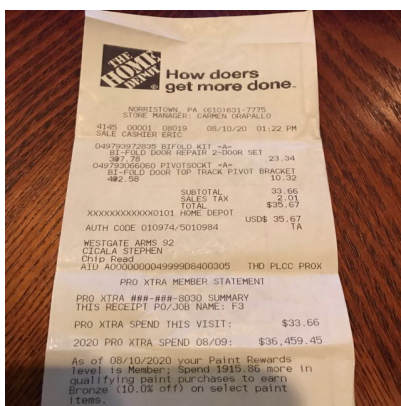 THE
HOME
DEPOT
How doers
get more done.
NORRISTOWN, PA (610)631-7775
STORE MANAGER: CARMEN ORAPALLO
4145 00001 08019 08/10/20 01:22 PM
SALE CASHIER ERIC
049793972835 BIFOLD KIT <A>
BI-FOLD DOOR REPAIR 2-DOOR SET
3@7.78 23.34
049793066060 PIVOTSOCKT <A>
BI-FOLD DOOR TOP TRACK PIVOT BRACKET
4@2.58 10.32
SUBTOTAL 33.66
SALES TAX 2.01
TOTAL $35.67
XXXXXXXXXXXX0101 HOME DEPOT
USD$ 35.67
AUTH CODE 010974/5010984 TA
WESTGATE ARMS 92
CICALA STEPHEN
Chip Read
AID A0000000049999D8400305 THD PLCC PROX
PRO XTRA MEMBER STATEMENT
PRO XTRA ###-###-8030 SUMMARY
THIS RECEIPT PO/JOB NAME: F3
PRO XTRA SPEND THIS VISIT: $33.66
2020 PRO XTRA SPEND 08/09: $36,459.45
As of 08/10/2020 your Paint Rewards
level is Member; Spend 1915.86 more in
qualifying paint purchases to earn
Bronze (10.0% off) on select paint
items.